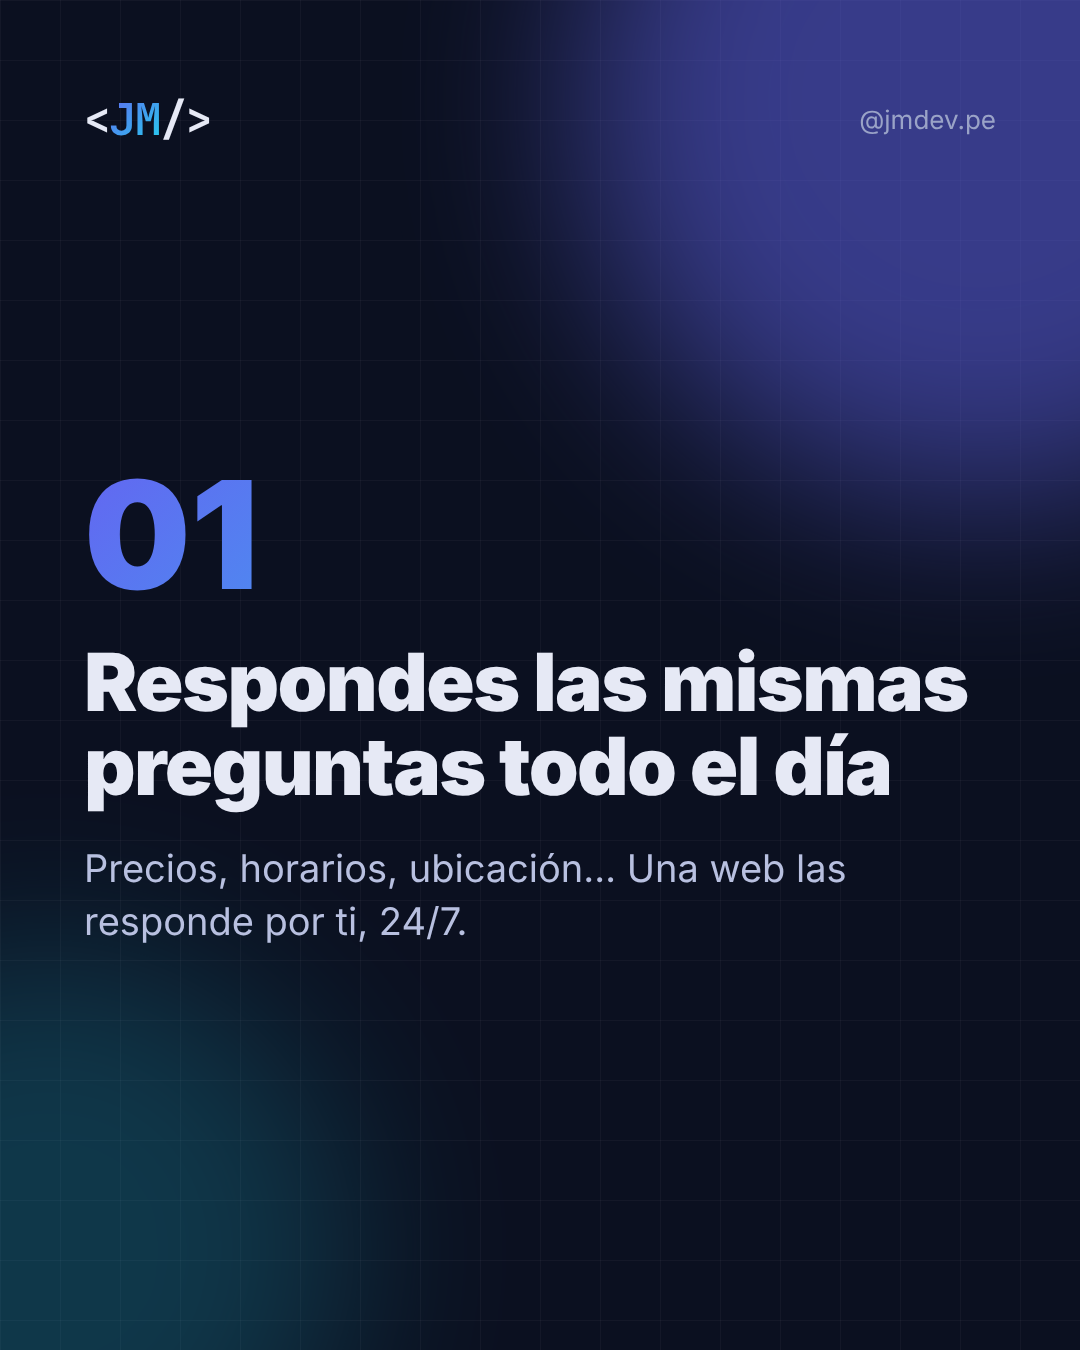 <JM/>
@jmdev.pe
01
Respondes las mismas
preguntas todo el día
Precios, horarios, ubicación... Una web las
responde por ti, 24/7.